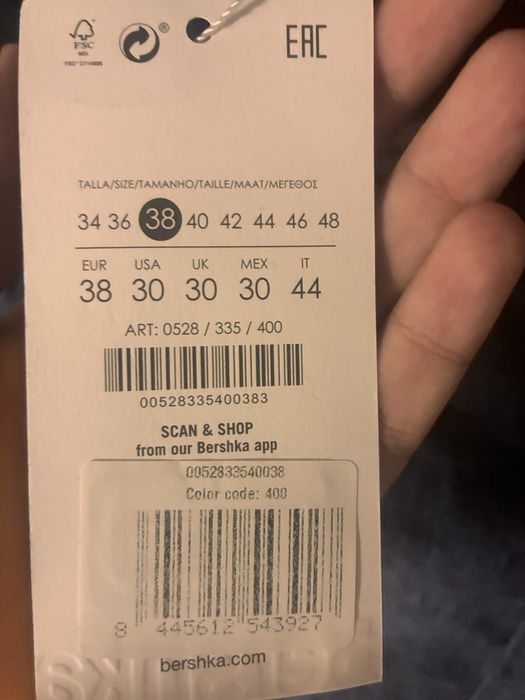 FSC
MIX
EAC
TALLA/SIZE/TAMANHO/TAILLE/MAAT/ΜΕΓΕΘΟΣ
34 36 38 40 42 44 46 48
EUR USA UK MEX IT
38 30 30 30 44
ART: 0528 / 335 / 400
00528335400383
SCAN & SHOP
from our Bershka app
0052833540038
Color code: 400
8 445612 543927
bershka.com